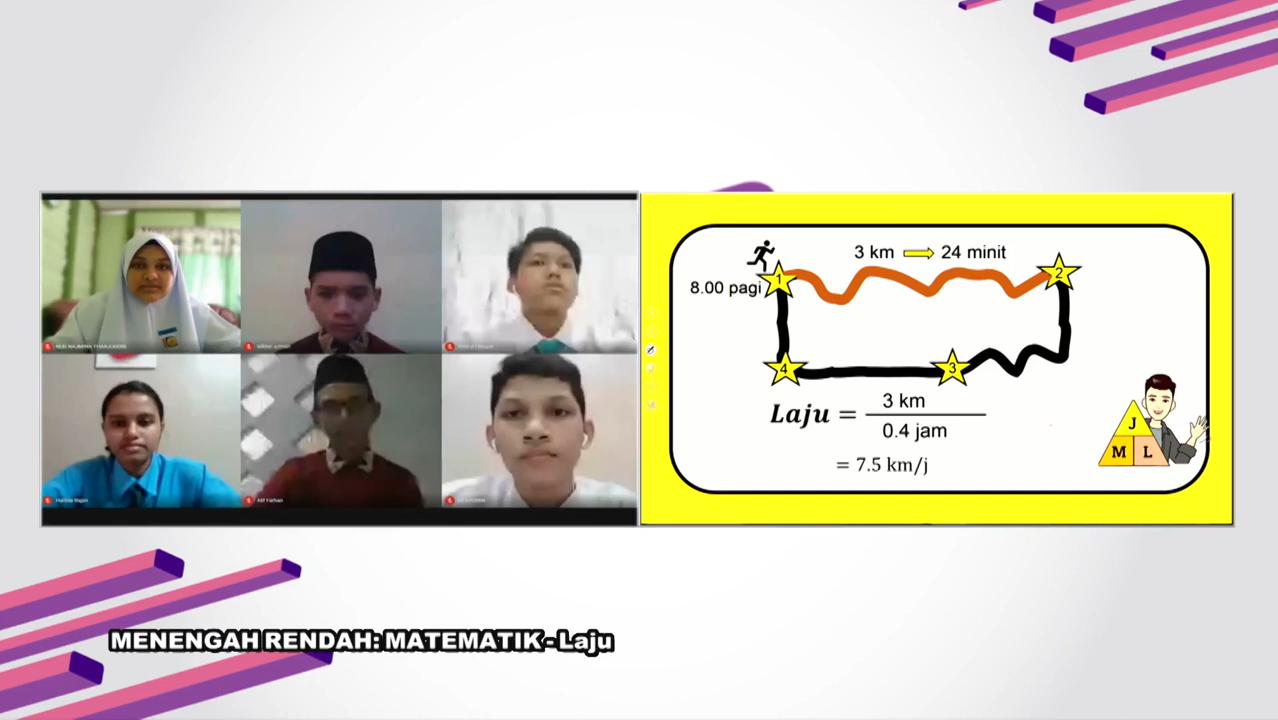 3 km 24 minit
1
2
8.00 pagi
4
3
Laju = 3 km
0.4 jam
= 7.5 km/j
J
M L
MENENGAH RENDAH: MATEMATIK - Laju